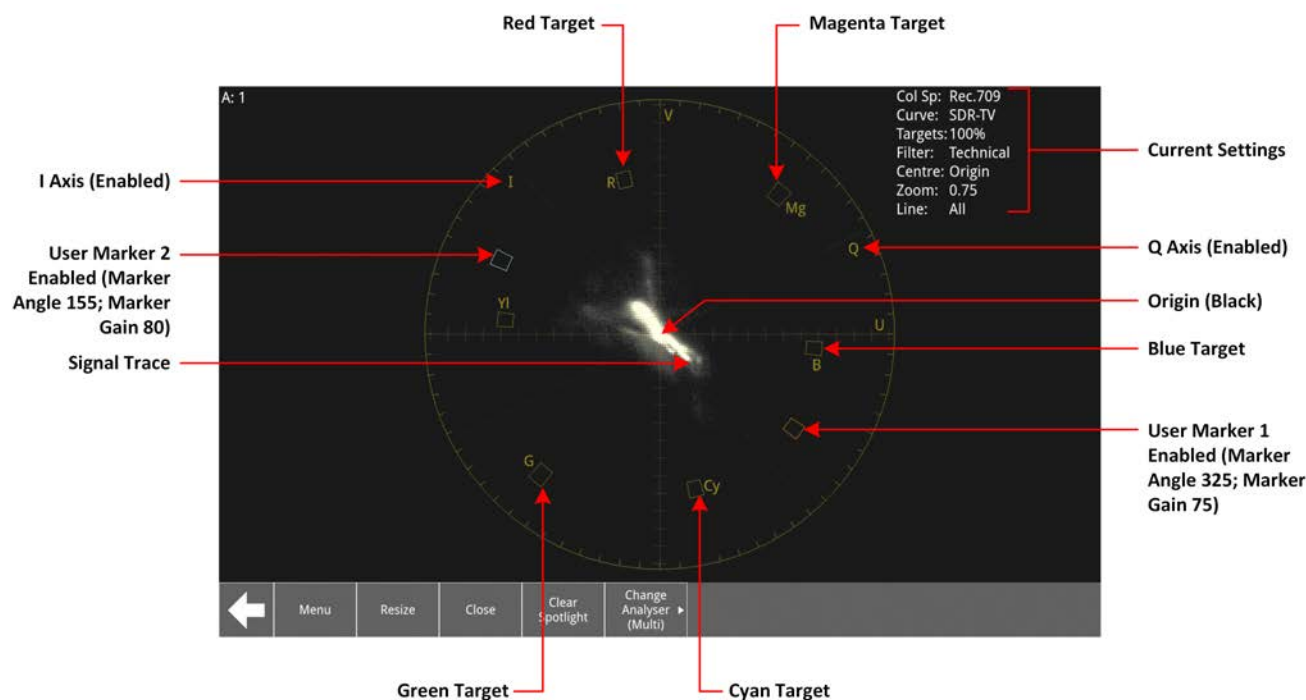 Red Target
Magenta Target
A: 1
V
Col Sp: Rec.709
Curve: SDR-TV
Targets: 100%
Filter: Technical
Centre: Origin
Zoom: 0.75
Line: All
Current Settings
I Axis (Enabled)
I
R
Mg
Q
Q Axis (Enabled)
User Marker 2
Enabled (Marker
Angle 155; Marker
Gain 80)
Yl
U
Origin (Black)
Signal Trace
B
Blue Target
User Marker 1
Enabled (Marker
Angle 325; Marker
Gain 75)
G
Cy
Menu
Resize
Close
Clear
Spotlight
Change
Analyser
(Multi)
Green Target
Cyan Target